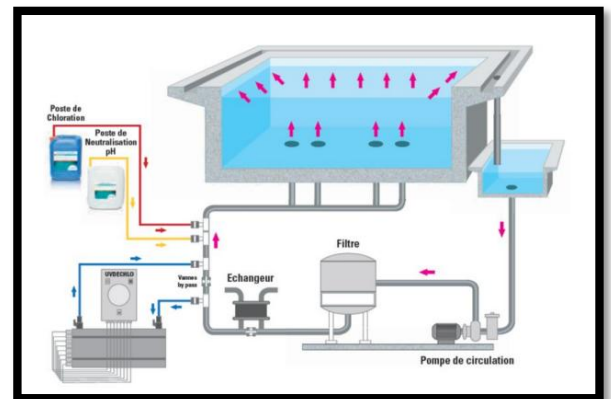 Poste de
Chloration
Poste de
Neutralisation
pH
UVDECHLO
Vannes
by pass
Echangeur
Filtre
Pompe de circulation